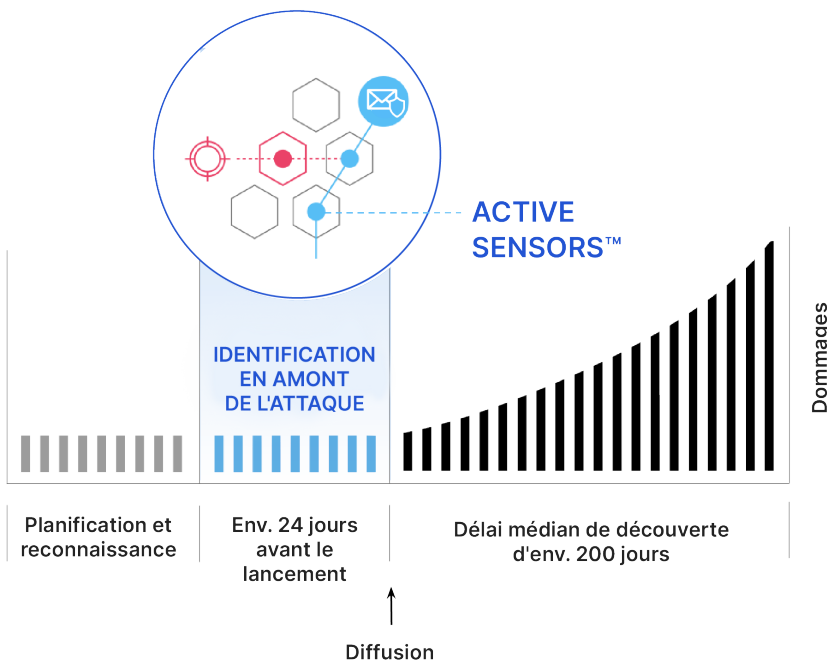 ACTIVE
SENSORS™
IDENTIFICATION
EN AMONT
DE L'ATTAQUE
Dommages
Planification et
reconnaissance
Env. 24 jours
avant le
lancement
Délai médian de découverte
d'env. 200 jours
Diffusion